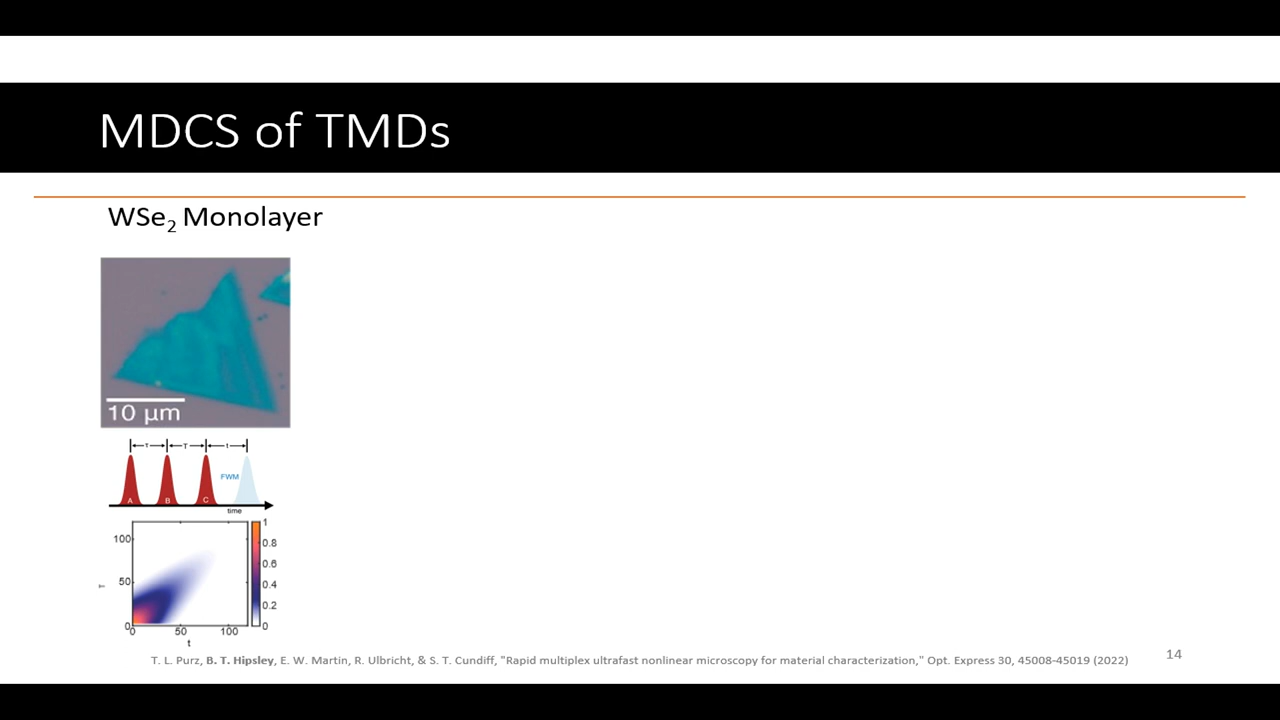 MDCS of TMDs
WSe₂ Monolayer
10 μm
τ T t
FWM
A B C
time
1
100 0.8
0.6
50 0.4
τ
0.2
0 0
0 50 100
t
T. L. Purz, B. T. Hipsley, E. W. Martin, R. Ulbricht, & S. T. Cundiff, "Rapid multiplex ultrafast nonlinear microscopy for material characterization," Opt. Express 30, 45008-45019 (2022)
14